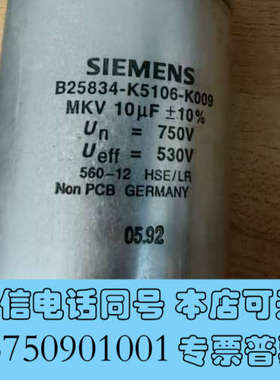 SIEMENS
B25834-K5106-K009
MKV 10µF ±10%
Un = 750V
Ueff = 530V
560-12 HSE/LR
Non PCB GERMANY
05.92
信电话同号 本店可
8750901001 专票普